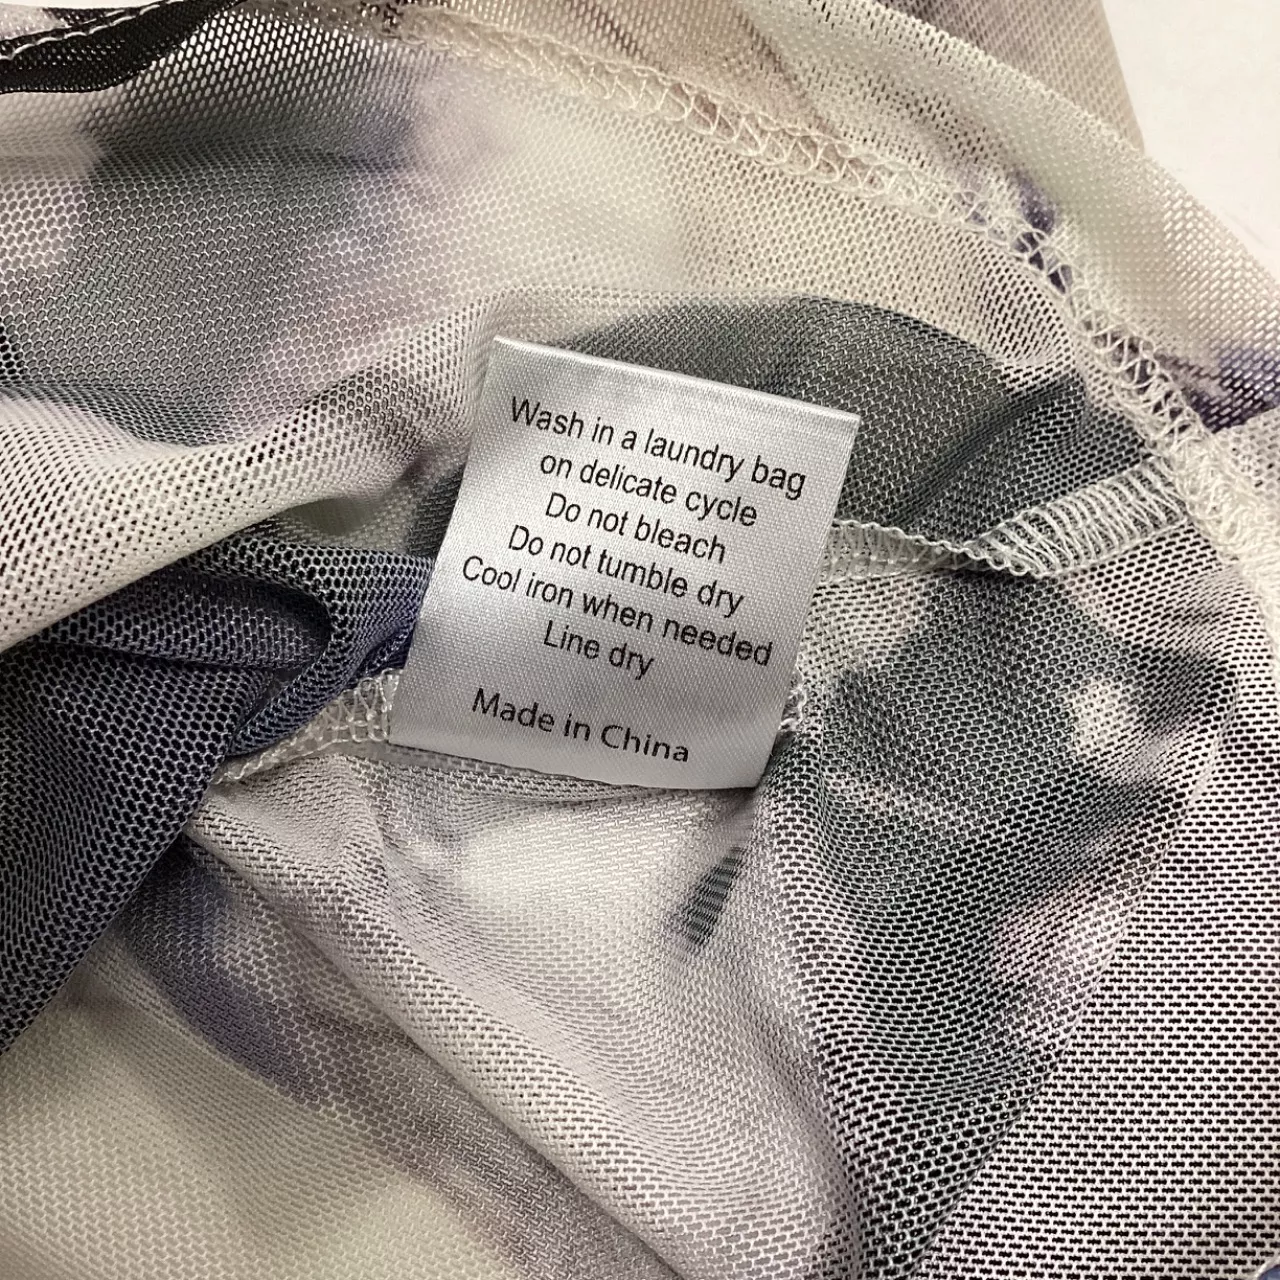 Wash in a laundry bag
on delicate cycle
Do not bleach
Do not tumble dry
Cool iron when needed
Line dry
Made in China